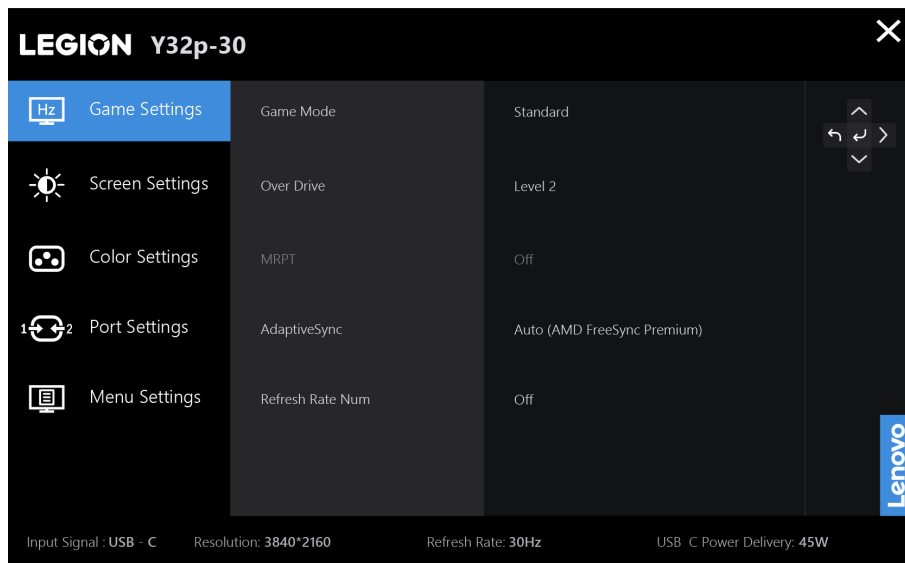 LEGION Y32p-30
Hz Game Settings Game Mode Standard
Screen Settings Over Drive Level 2
Color Settings MRPT Off
1 2 Port Settings AdaptiveSync Auto (AMD FreeSync Premium)
Menu Settings Refresh Rate Num Off
Lenovo
Input Signal : USB - C Resolution: 3840*2160 Refresh Rate: 30Hz USB C Power Delivery: 45W